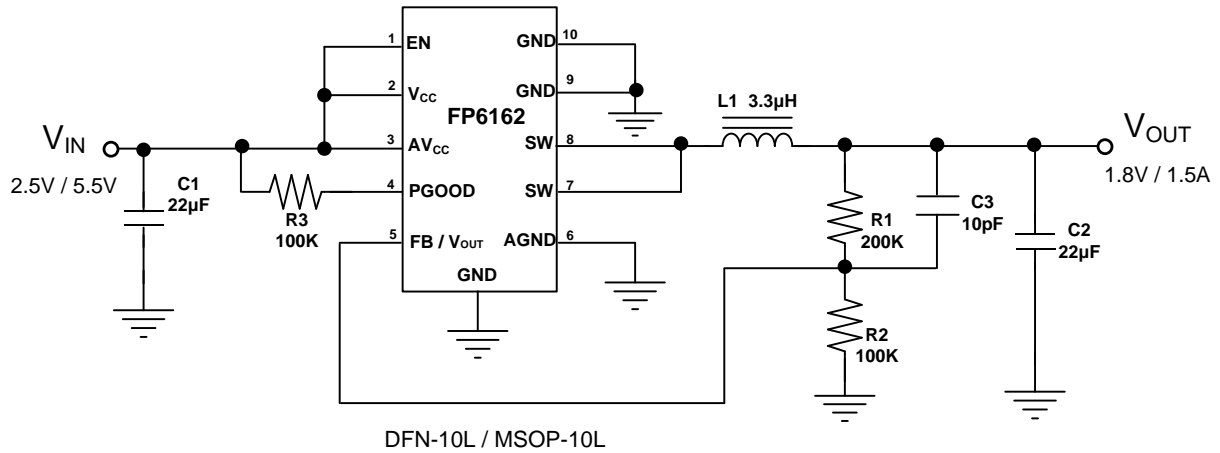 1
EN
GND
10
2
VCC
9
GND
FP6162
L1 3.3µH
VIN
VOUT
3
AVCC
SW
8
2.5V / 5.5V
1.8V / 1.5A
C1
22µF
4
PGOOD
SW
7
R3
100K
C3
10pF
R1
200K
C2
22µF
5
FB / VOUT
AGND
6
GND
R2
100K
DFN-10L / MSOP-10L